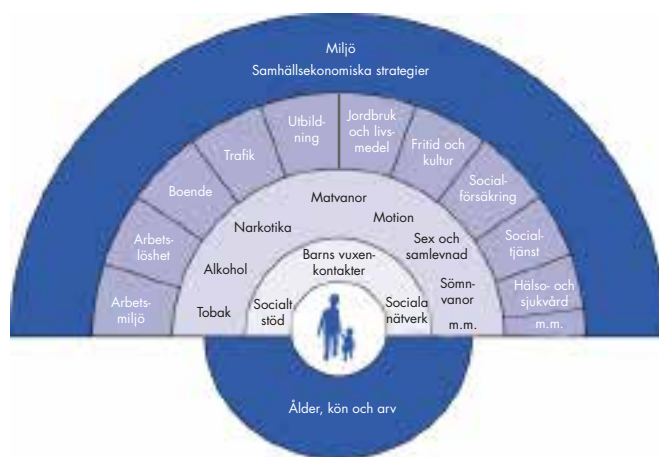 Miljö
Samhällsekonomiska strategier
Utbild-
ning
Jordbruk
och livs-
medel
Trafik
Fritid och
kultur
Boende
Social-
försäkring
Arbets-
löshet
Social-
tjänst
Arbets-
miljö
Hälso- och
sjukvård
m.m.
Matvanor
Narkotika
Motion
Alkohol
Sex och
samlevnad
Tobak
Sömn-
vanor
m.m.
Barns vuxen-
kontakter
Socialt
stöd
Sociala
nätverk
Ålder, kön och arv